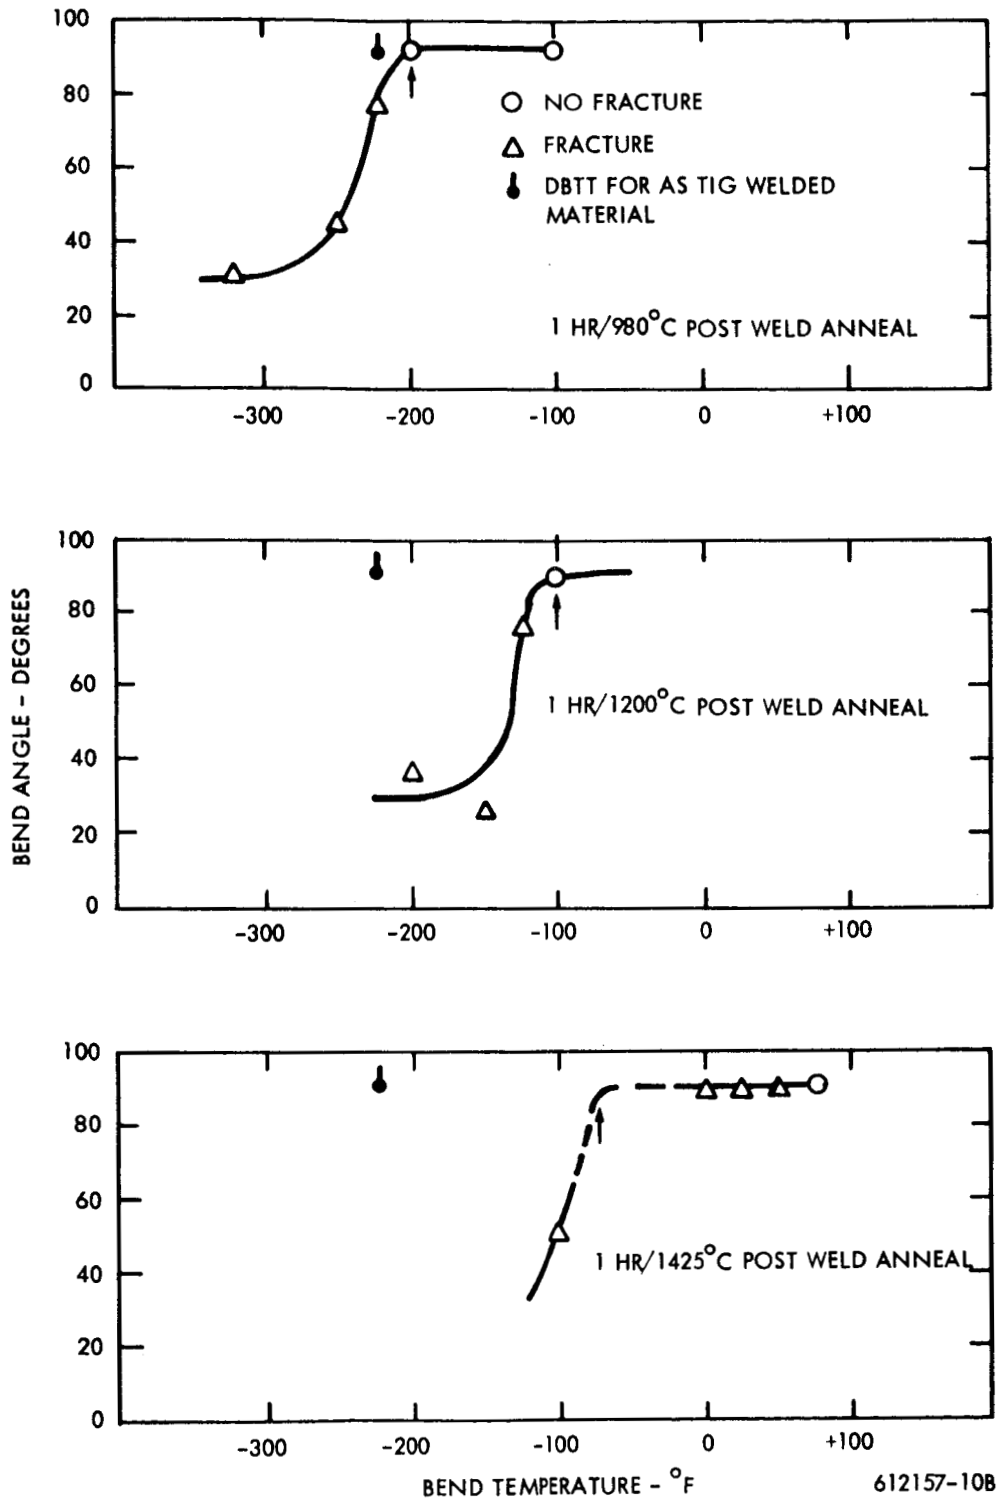 100
80
60
40
20
0
NO FRACTURE
FRACTURE
DBTT FOR AS TIG WELDED
MATERIAL
1 HR/980°C POST WELD ANNEAL
-300 -200 -100 0 +100
BEND ANGLE - DEGREES
100
80
60
40
20
0
1 HR/1200°C POST WELD ANNEAL
-300 -200 -100 0 +100
100
80
60
40
20
0
1 HR/1425°C POST WELD ANNEAL
-300 -200 -100 0 +100
BEND TEMPERATURE - °F
612157-10B